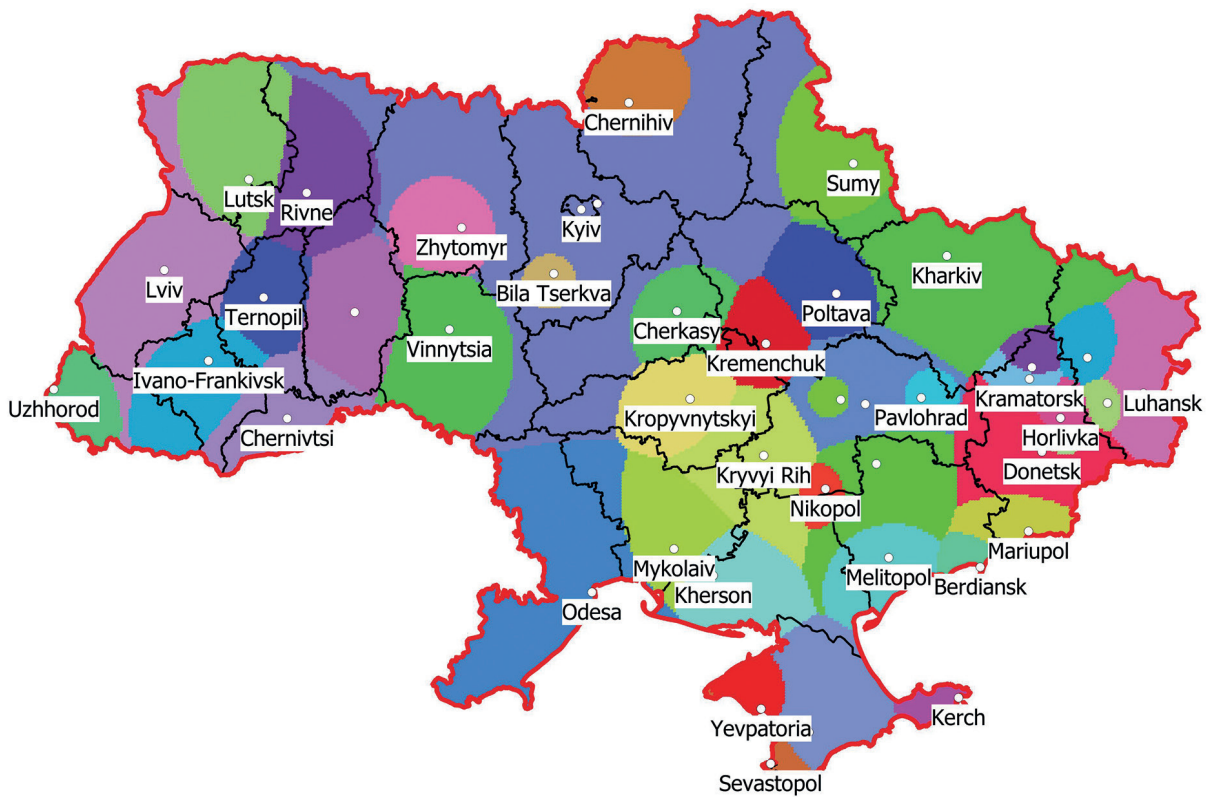 Chernihiv
Sumy
Lutsk
Rivne
Kyiv
Zhytomyr
Kharkiv
Lviv
Bila Tserkva
Ternopil
Poltava
Cherkasy
Vinnytsia
Kremenchuk
Ivano-Frankivsk
Kramatorsk
Uzhhorod
Luhansk
Kropyvnytskyi
Pavlohrad
Chernivtsi
Horlivka
Donetsk
Kryvyi Rih
Nikopol
Mariupol
Mykolaiv
Melitopol
Berdiansk
Kherson
Odesa
Kerch
Yevpatoria
Sevastopol